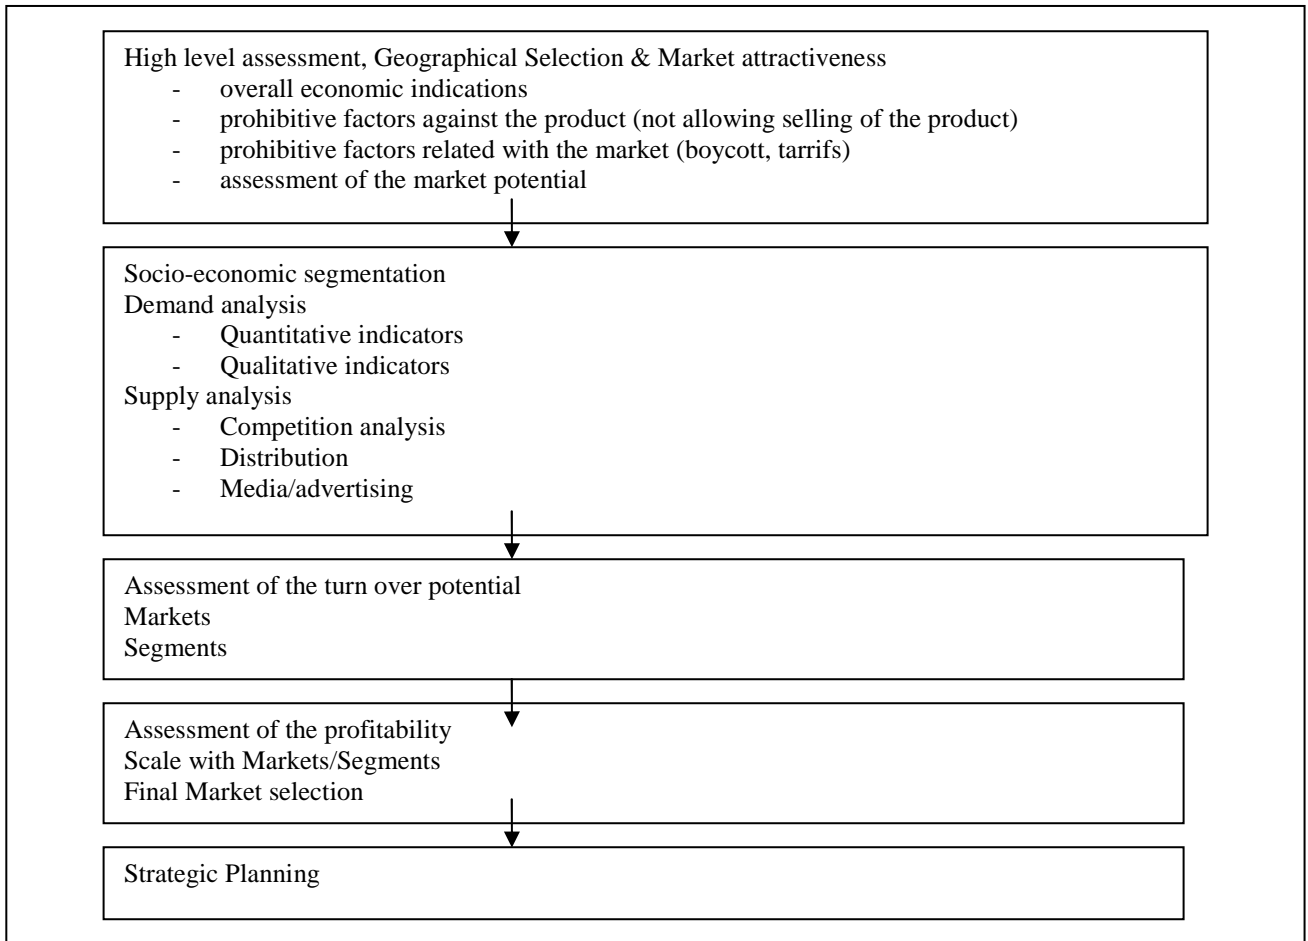 High level assessment, Geographical Selection & Market attractiveness
- overall economic indications
- prohibitive factors against the product (not allowing selling of the product)
- prohibitive factors related with the market (boycott, tarrifs)
- assessment of the market potential
Socio-economic segmentation
Demand analysis
- Quantitative indicators
- Qualitative indicators
Supply analysis
- Competition analysis
- Distribution
- Media/advertising
Assessment of the turn over potential
Markets
Segments
Assessment of the profitability
Scale with Markets/Segments
Final Market selection
Strategic Planning